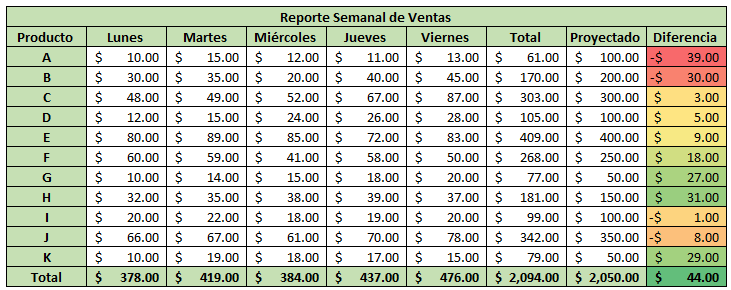 Reporte Semanal de Ventas
Producto Lunes Martes Miércoles Jueves Viernes Total Proyectado Diferencia
A $ 10.00 $ 15.00 $ 12.00 $ 11.00 $ 13.00 $ 61.00 $ 100.00 -$ 39.00
B $ 30.00 $ 35.00 $ 20.00 $ 40.00 $ 45.00 $ 170.00 $ 200.00 -$ 30.00
C $ 48.00 $ 49.00 $ 52.00 $ 67.00 $ 87.00 $ 303.00 $ 300.00 $ 3.00
D $ 12.00 $ 15.00 $ 24.00 $ 26.00 $ 28.00 $ 105.00 $ 100.00 $ 5.00
E $ 80.00 $ 89.00 $ 85.00 $ 72.00 $ 83.00 $ 409.00 $ 400.00 $ 9.00
F $ 60.00 $ 59.00 $ 41.00 $ 58.00 $ 50.00 $ 268.00 $ 250.00 $ 18.00
G $ 10.00 $ 14.00 $ 15.00 $ 18.00 $ 20.00 $ 77.00 $ 50.00 $ 27.00
H $ 32.00 $ 35.00 $ 38.00 $ 39.00 $ 37.00 $ 181.00 $ 150.00 $ 31.00
I $ 20.00 $ 22.00 $ 18.00 $ 19.00 $ 20.00 $ 99.00 $ 100.00 -$ 1.00
J $ 66.00 $ 67.00 $ 61.00 $ 70.00 $ 78.00 $ 342.00 $ 350.00 -$ 8.00
K $ 10.00 $ 19.00 $ 18.00 $ 17.00 $ 15.00 $ 79.00 $ 50.00 $ 29.00
Total $ 378.00 $ 419.00 $ 384.00 $ 437.00 $ 476.00 $ 2,094.00 $ 2,050.00 $ 44.00